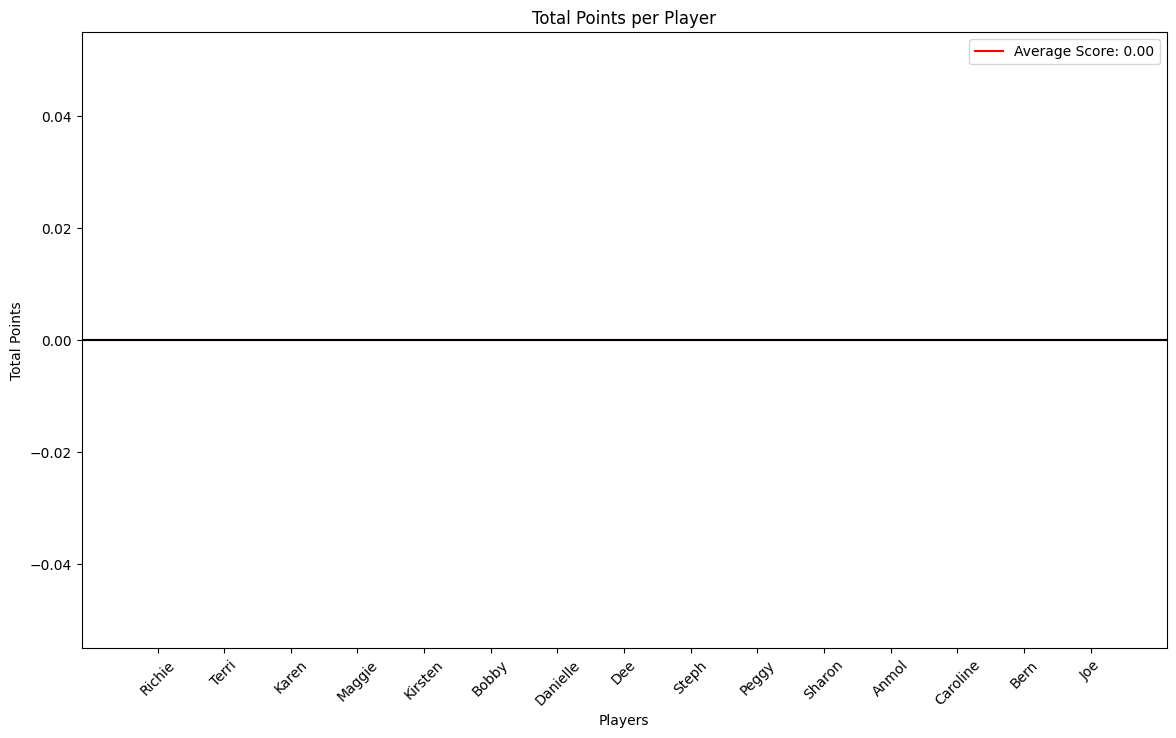 Total Points per Player
Average Score: 0.00
0.04
0.02
0.00
−0.02
−0.04
Total Points
Richie
Terri
Karen
Maggie
Kirsten
Bobby
Danielle
Dee
Steph
Peggy
Sharon
Anmol
Caroline
Bern
Joe
Players